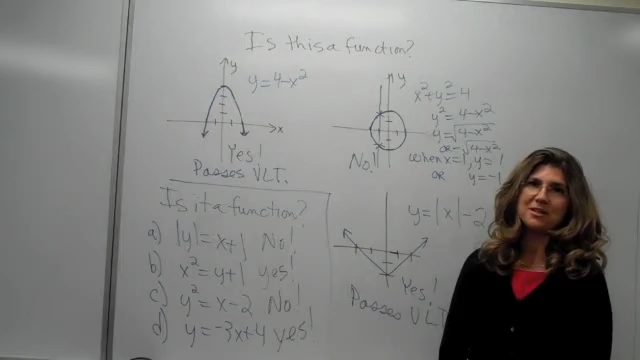 Is this a function?
y
y = 4-x²
x
Yes!
Passes VLT.
y
x²+y²=4
y²= 4-x²
y=√4-x²
or -√4-x²
when x=1, y=1
or y=-1
No!!
Is it a function?
a) |y|=x+1 No!
b) x²=y+1 yes!
c) y²=x-2 No!
d) y=-3x+4 yes!
y=|x|-2
Yes!
Passes VLT